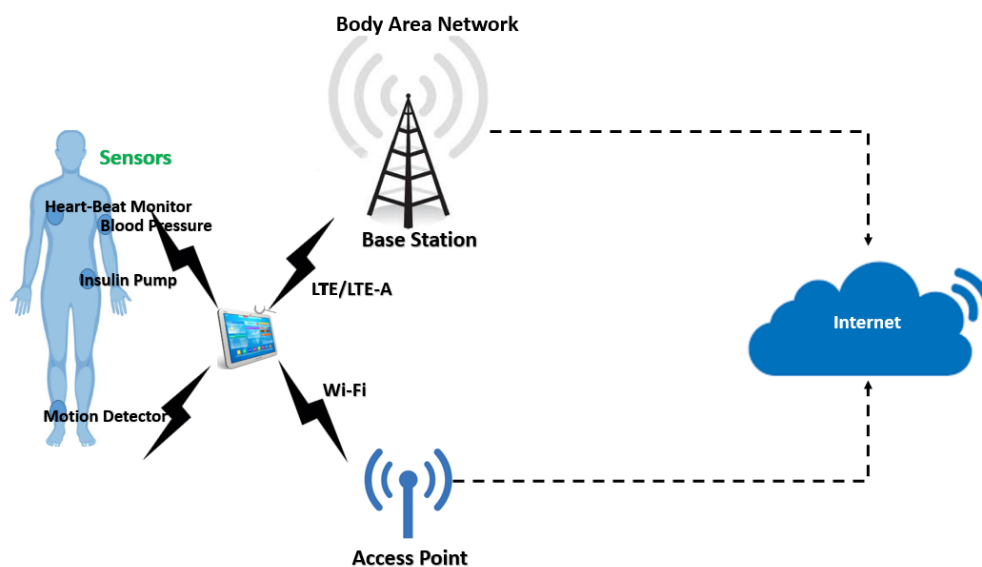 Body Area Network
Sensors
Heart-Beat Monitor
Blood Pressure
Base Station
Insulin Pump
LTE/LTE-A
Internet
Wi-Fi
Motion Detector
Access Point